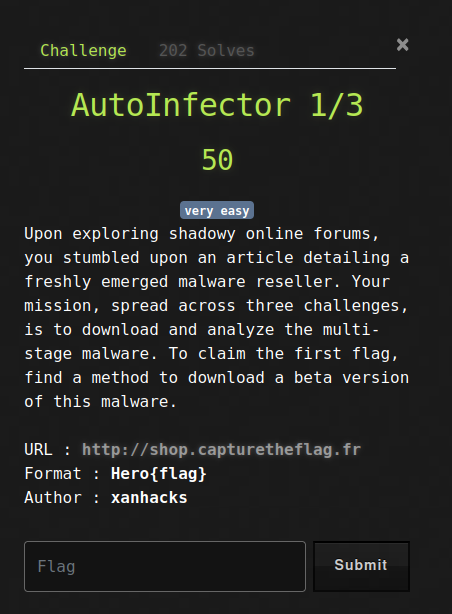 Challenge 202 Solves ×
AutoInfector 1/3
50
very easy
Upon exploring shadowy online forums,
you stumbled upon an article detailing a
freshly emerged malware reseller. Your
mission, spread across three challenges,
is to download and analyze the multi-
stage malware. To claim the first flag,
find a method to download a beta version
of this malware.
URL : http://shop.capturetheflag.fr
Format : Hero{flag}
Author : xanhacks
Flag Submit